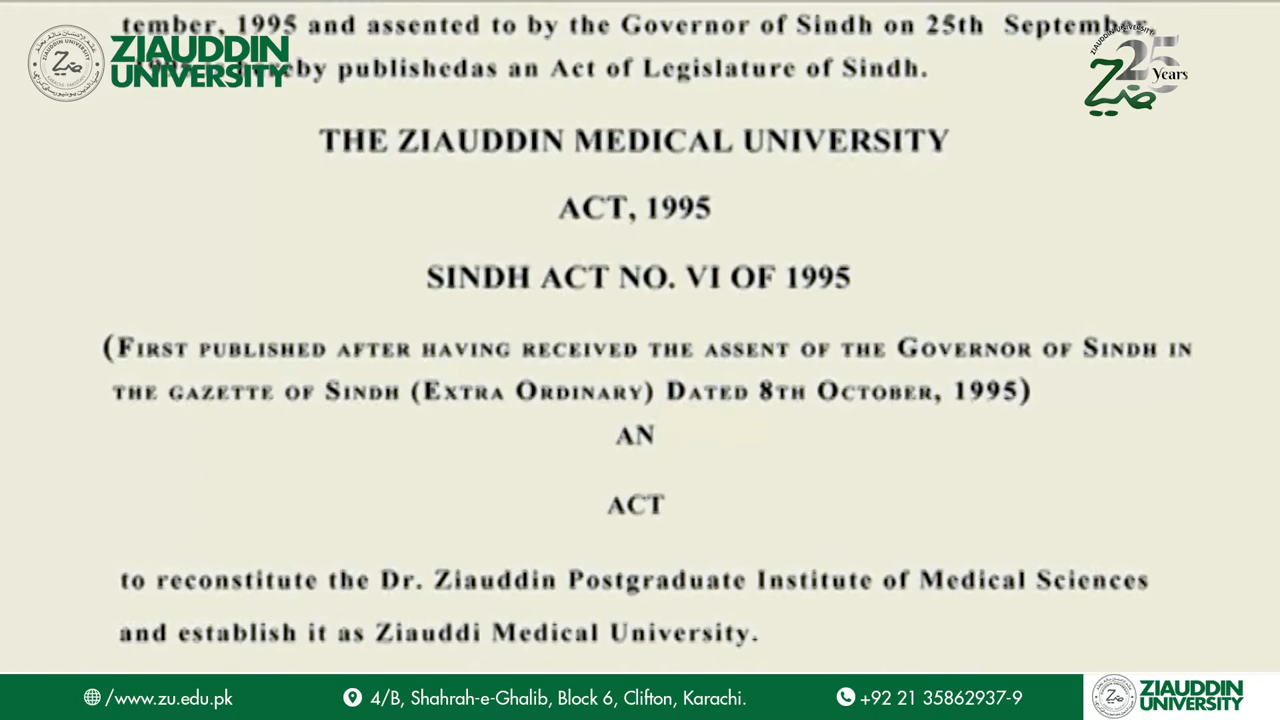 tember, 1995 and assented to by the Governor of Sindh on 25th September,
by publishedas an Act of Legislature of Sindh.
ZIAUDDIN
UNIVERSITY
ZIAUDDIN UNIVERSITY
25
Years
THE ZIAUDDIN MEDICAL UNIVERSITY
ACT, 1995
SINDH ACT NO. VI OF 1995
(FIRST PUBLISHED AFTER HAVING RECEIVED THE ASSENT OF THE GOVERNOR OF SINDH IN
THE GAZETTE OF SINDH (EXTRA ORDINARY) DATED 8TH OCTOBER, 1995)
AN
ACT
to reconstitute the Dr. Ziauddin Postgraduate Institute of Medical Sciences
and establish it as Ziauddi Medical University.
/www.zu.edu.pk
4/B, Shahrah-e-Ghalib, Block 6, Clifton, Karachi.
+92 21 35862937-9
ZIAUDDIN
UNIVERSITY